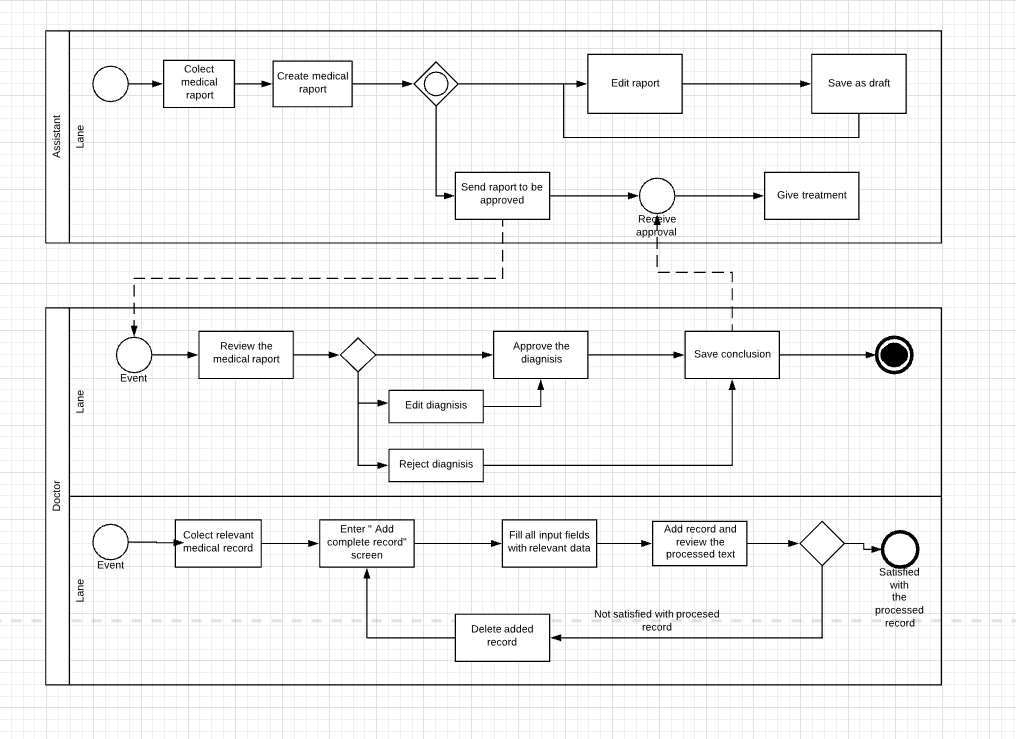 Assistant
Lane
Colect
medical
raport
Create medical
raport
Edit raport
Save as draft
Send raport to be
approved
Receive
approval
Give treatment
Doctor
Lane
Event
Review the
medical raport
Approve the
diagnisis
Save conclusion
Edit diagnisis
Reject diagnisis
Lane
Event
Colect relevant
medical record
Enter " Add
complete record"
screen
Fill all input fields
with relevant data
Add record and
review the
processed text
Satisfied
with
the
processed
record
Not satisfied with procesed
record
Delete added
record